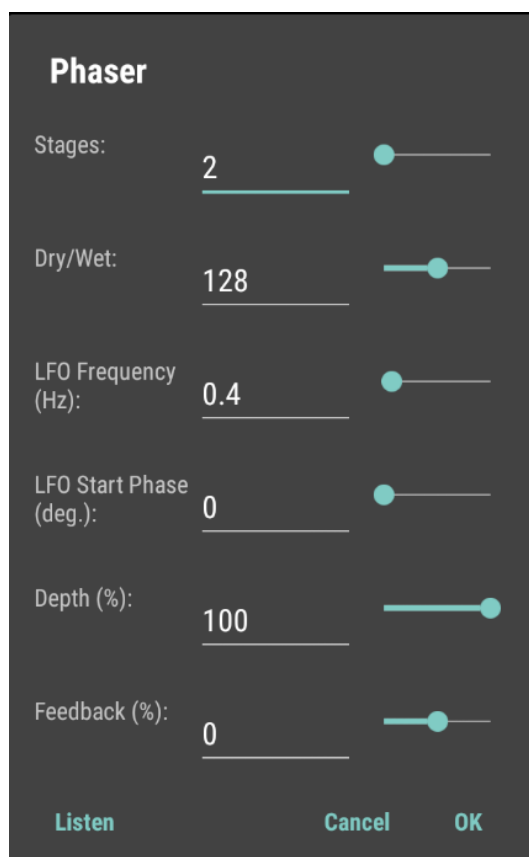 Phaser
Stages:
2
Dry/Wet:
128
LFO Frequency
(Hz):
0.4
LFO Start Phase
(deg.):
0
Depth (%):
100
Feedback (%):
0
Listen Cancel OK